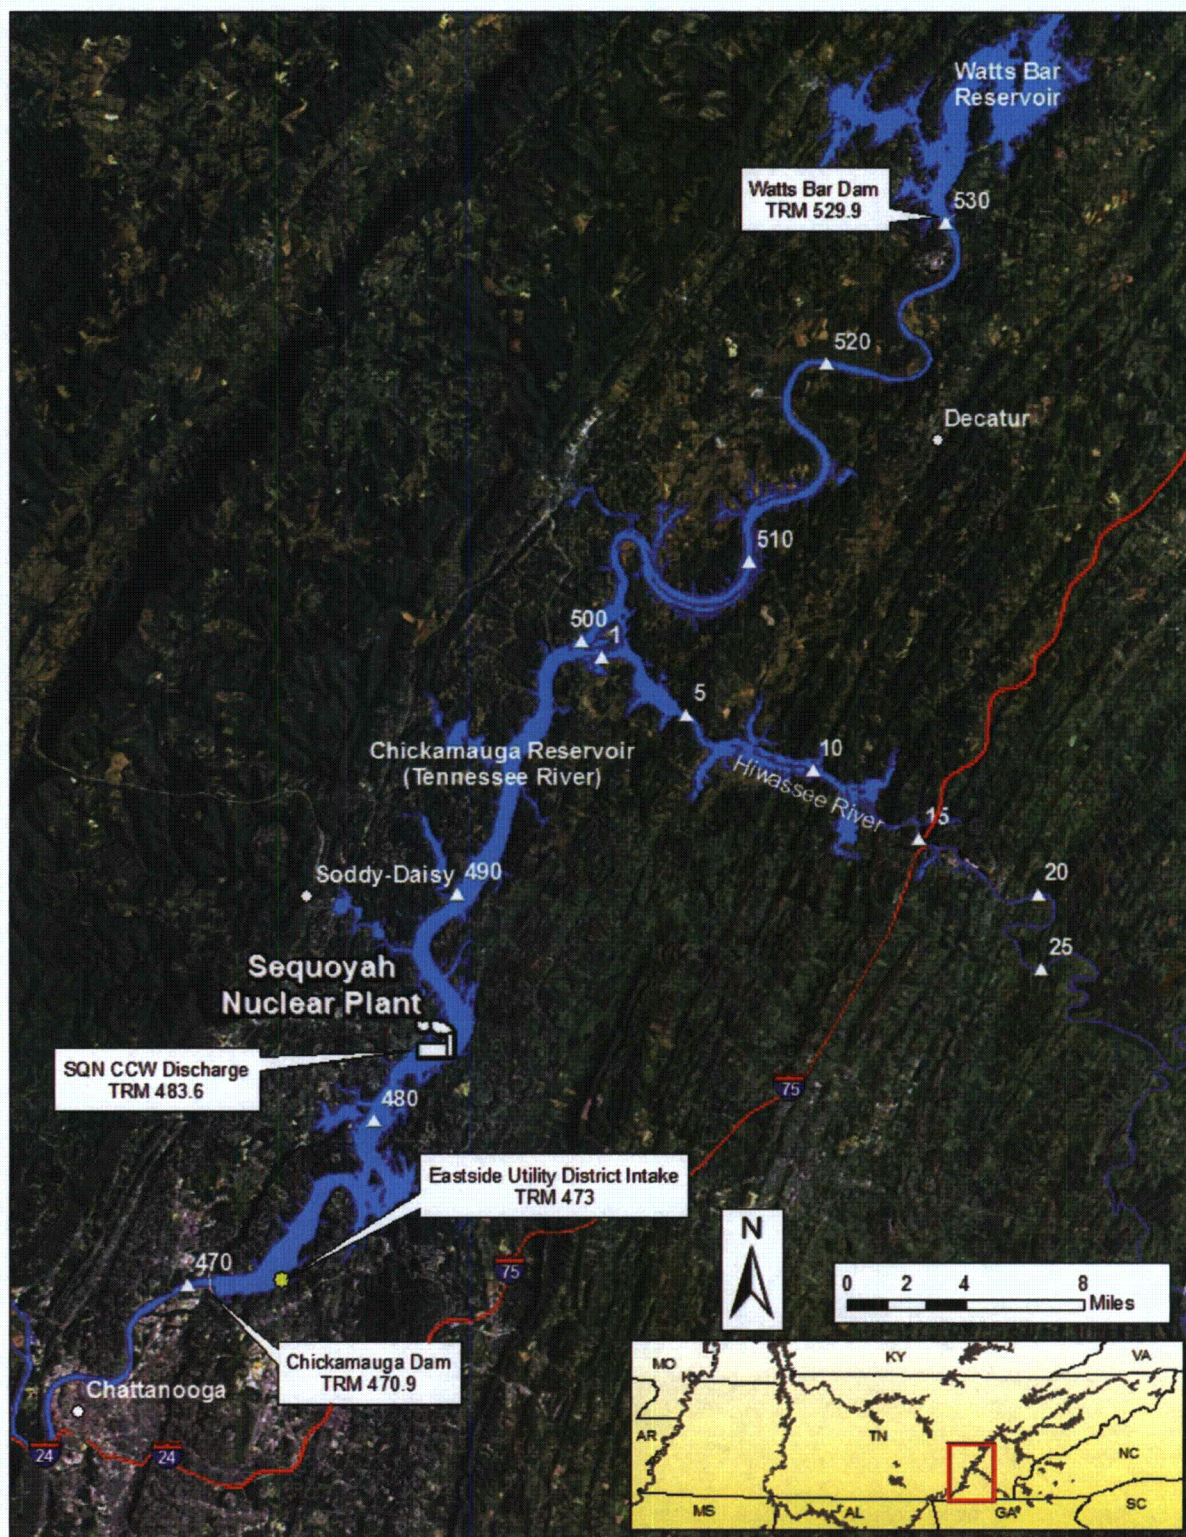 Watts Bar
Reservoir
Watts Bar Dam
TRM 529.9
530
520
Decatur
510
500
1
5
Chickamauga Reservoir
(Tennessee River)
10
Hiwassee River
15
Soddy-Daisy
490
20
25
Sequoyah
Nuclear Plant
SQN CCW Discharge
TRM 483.6
75
480
Eastside Utility District Intake
TRM 473
N
470
75
0 2 4 8
Miles
Chickamauga Dam
TRM 470.9
Chattanooga
24
24
MO
KY
VA
AR
TN
NC
MS
AL
GA
SC